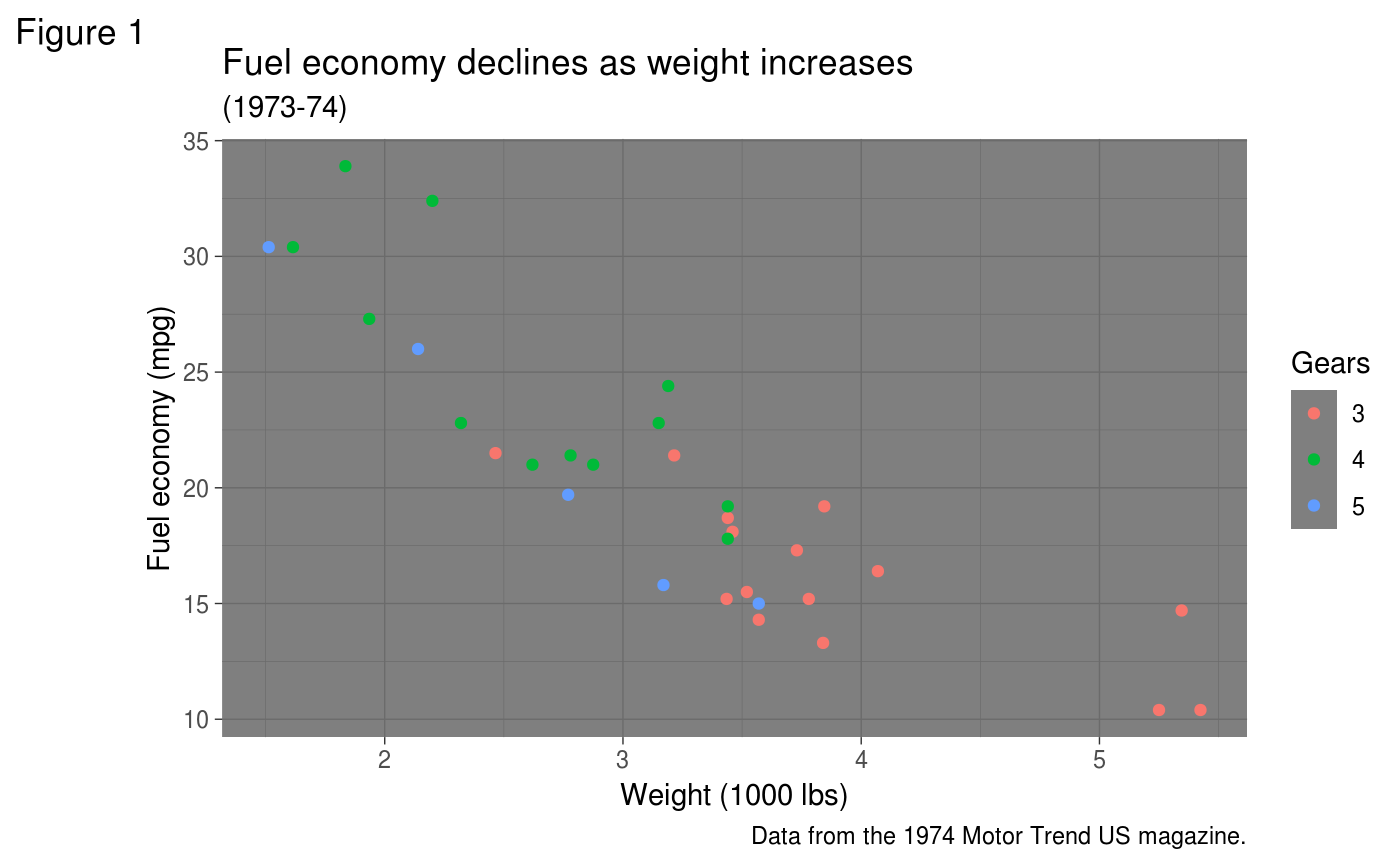 Figure 1
Fuel economy declines as weight increases
(1973-74)
35
30
25
20
15
10
Fuel economy (mpg)
2 3 4 5
Weight (1000 lbs)
Gears
3
4
5
Data from the 1974 Motor Trend US magazine.